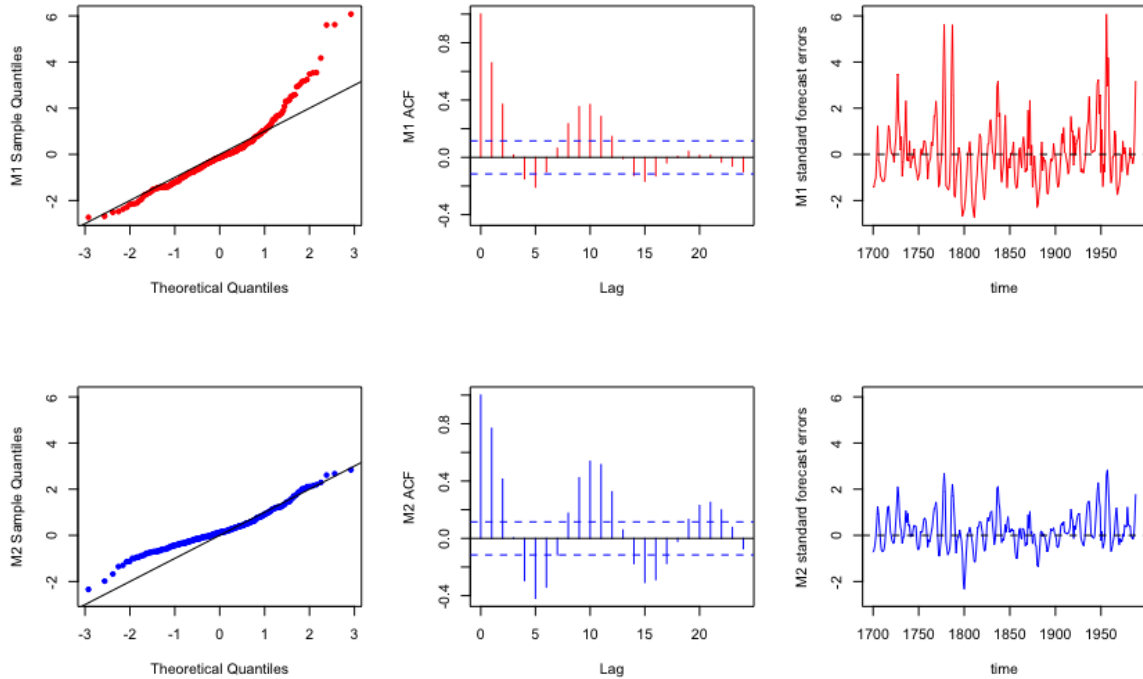 M1 Sample Quantiles
6
4
2
0
-2
-3 -2 -1 0 1 2 3
Theoretical Quantiles
M1 ACF
0.8
0.4
0.0
-0.4
0 5 10 15 20
Lag
M1 standard forecast errors
6
4
2
0
-2
1700 1750 1800 1850 1900 1950
time
M2 Sample Quantiles
6
4
2
0
-2
-3 -2 -1 0 1 2 3
Theoretical Quantiles
M2 ACF
0.8
0.4
0.0
-0.4
0 5 10 15 20
Lag
M2 standard forecast errors
6
4
2
0
-2
1700 1750 1800 1850 1900 1950
time